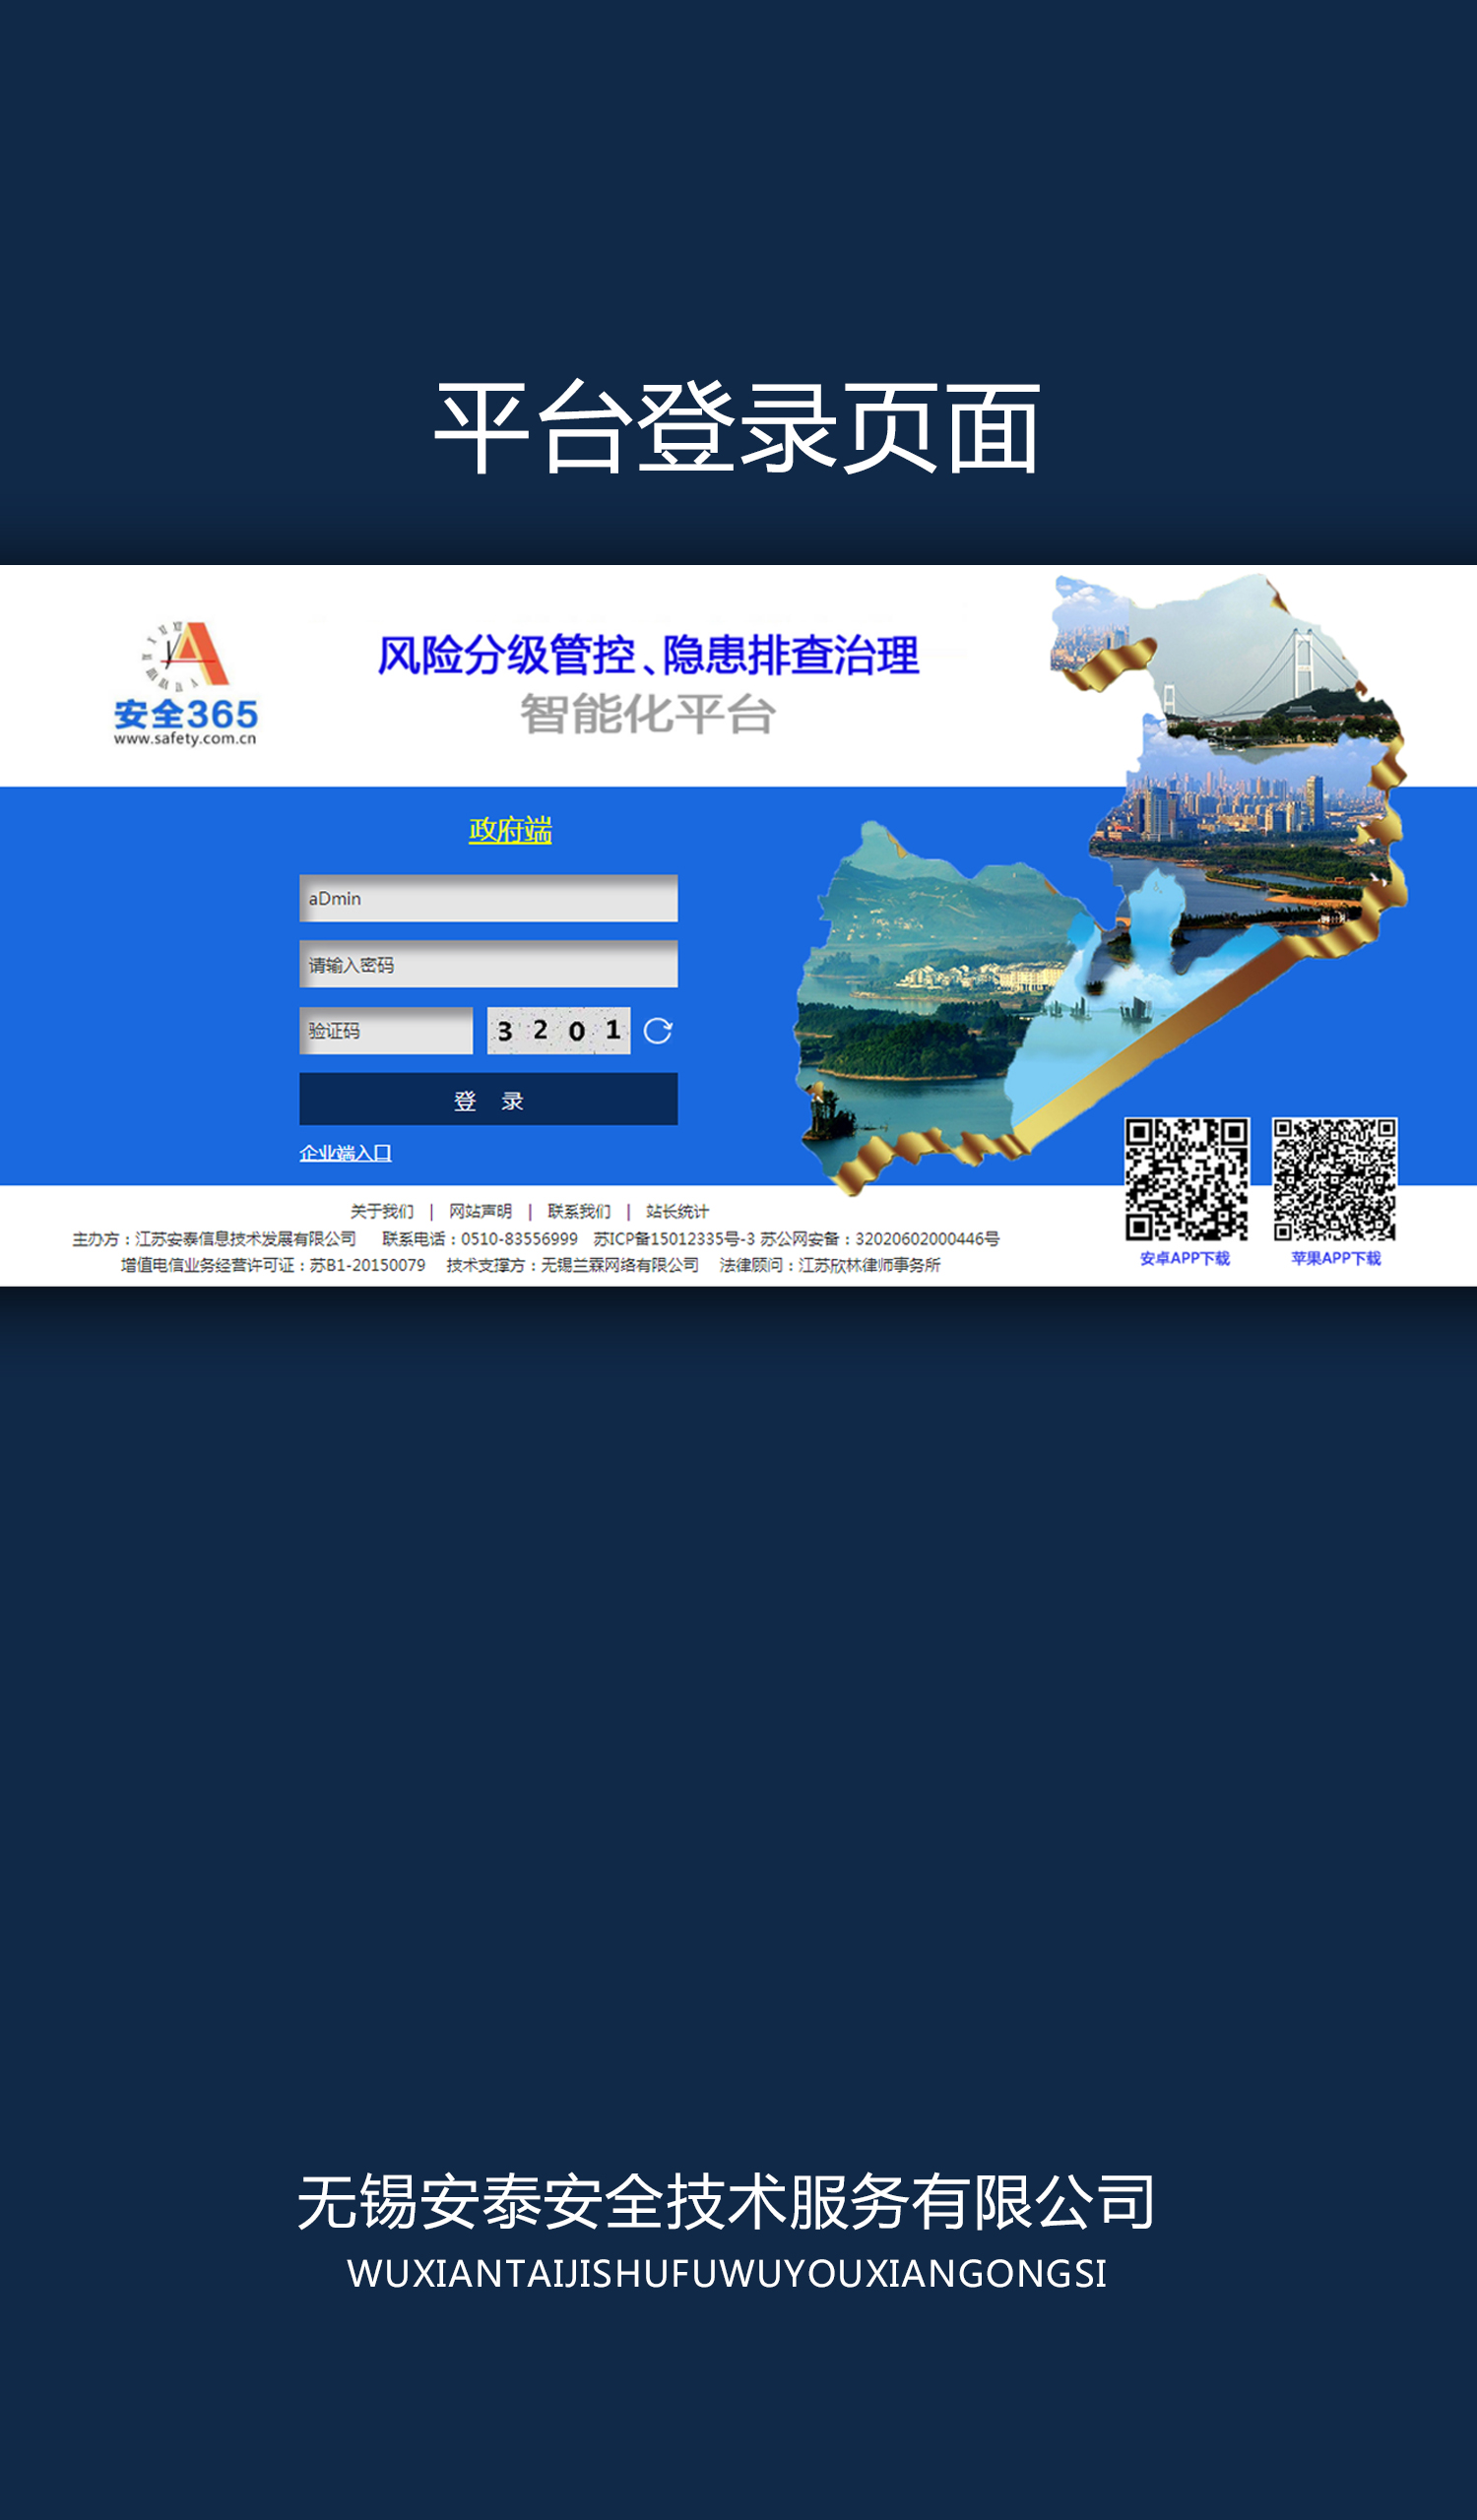 平台登录页面
安全365
www.safety.com.cn
风险分级管控、隐患排查治理
智能化平台
政府端
aDmin
请输入密码
验证码 3 2 0 1
登 录
企业端入口
关于我们 | 网站声明 | 联系我们 | 站长统计
主办方：江苏安泰信息技术发展有限公司 联系电话：0510-83556999 苏ICP备15012335号-3 苏公网安备：32020602000446号
增值电信业务经营许可证：苏B1-20150079 技术支撑方：无锡兰霖网络有限公司 法律顾问：江苏欣林律师事务所
安卓APP下载 苹果APP下载
无锡安泰安全技术服务有限公司
WUXIANTAIJISHUFUWUYOUXIANGONGSI